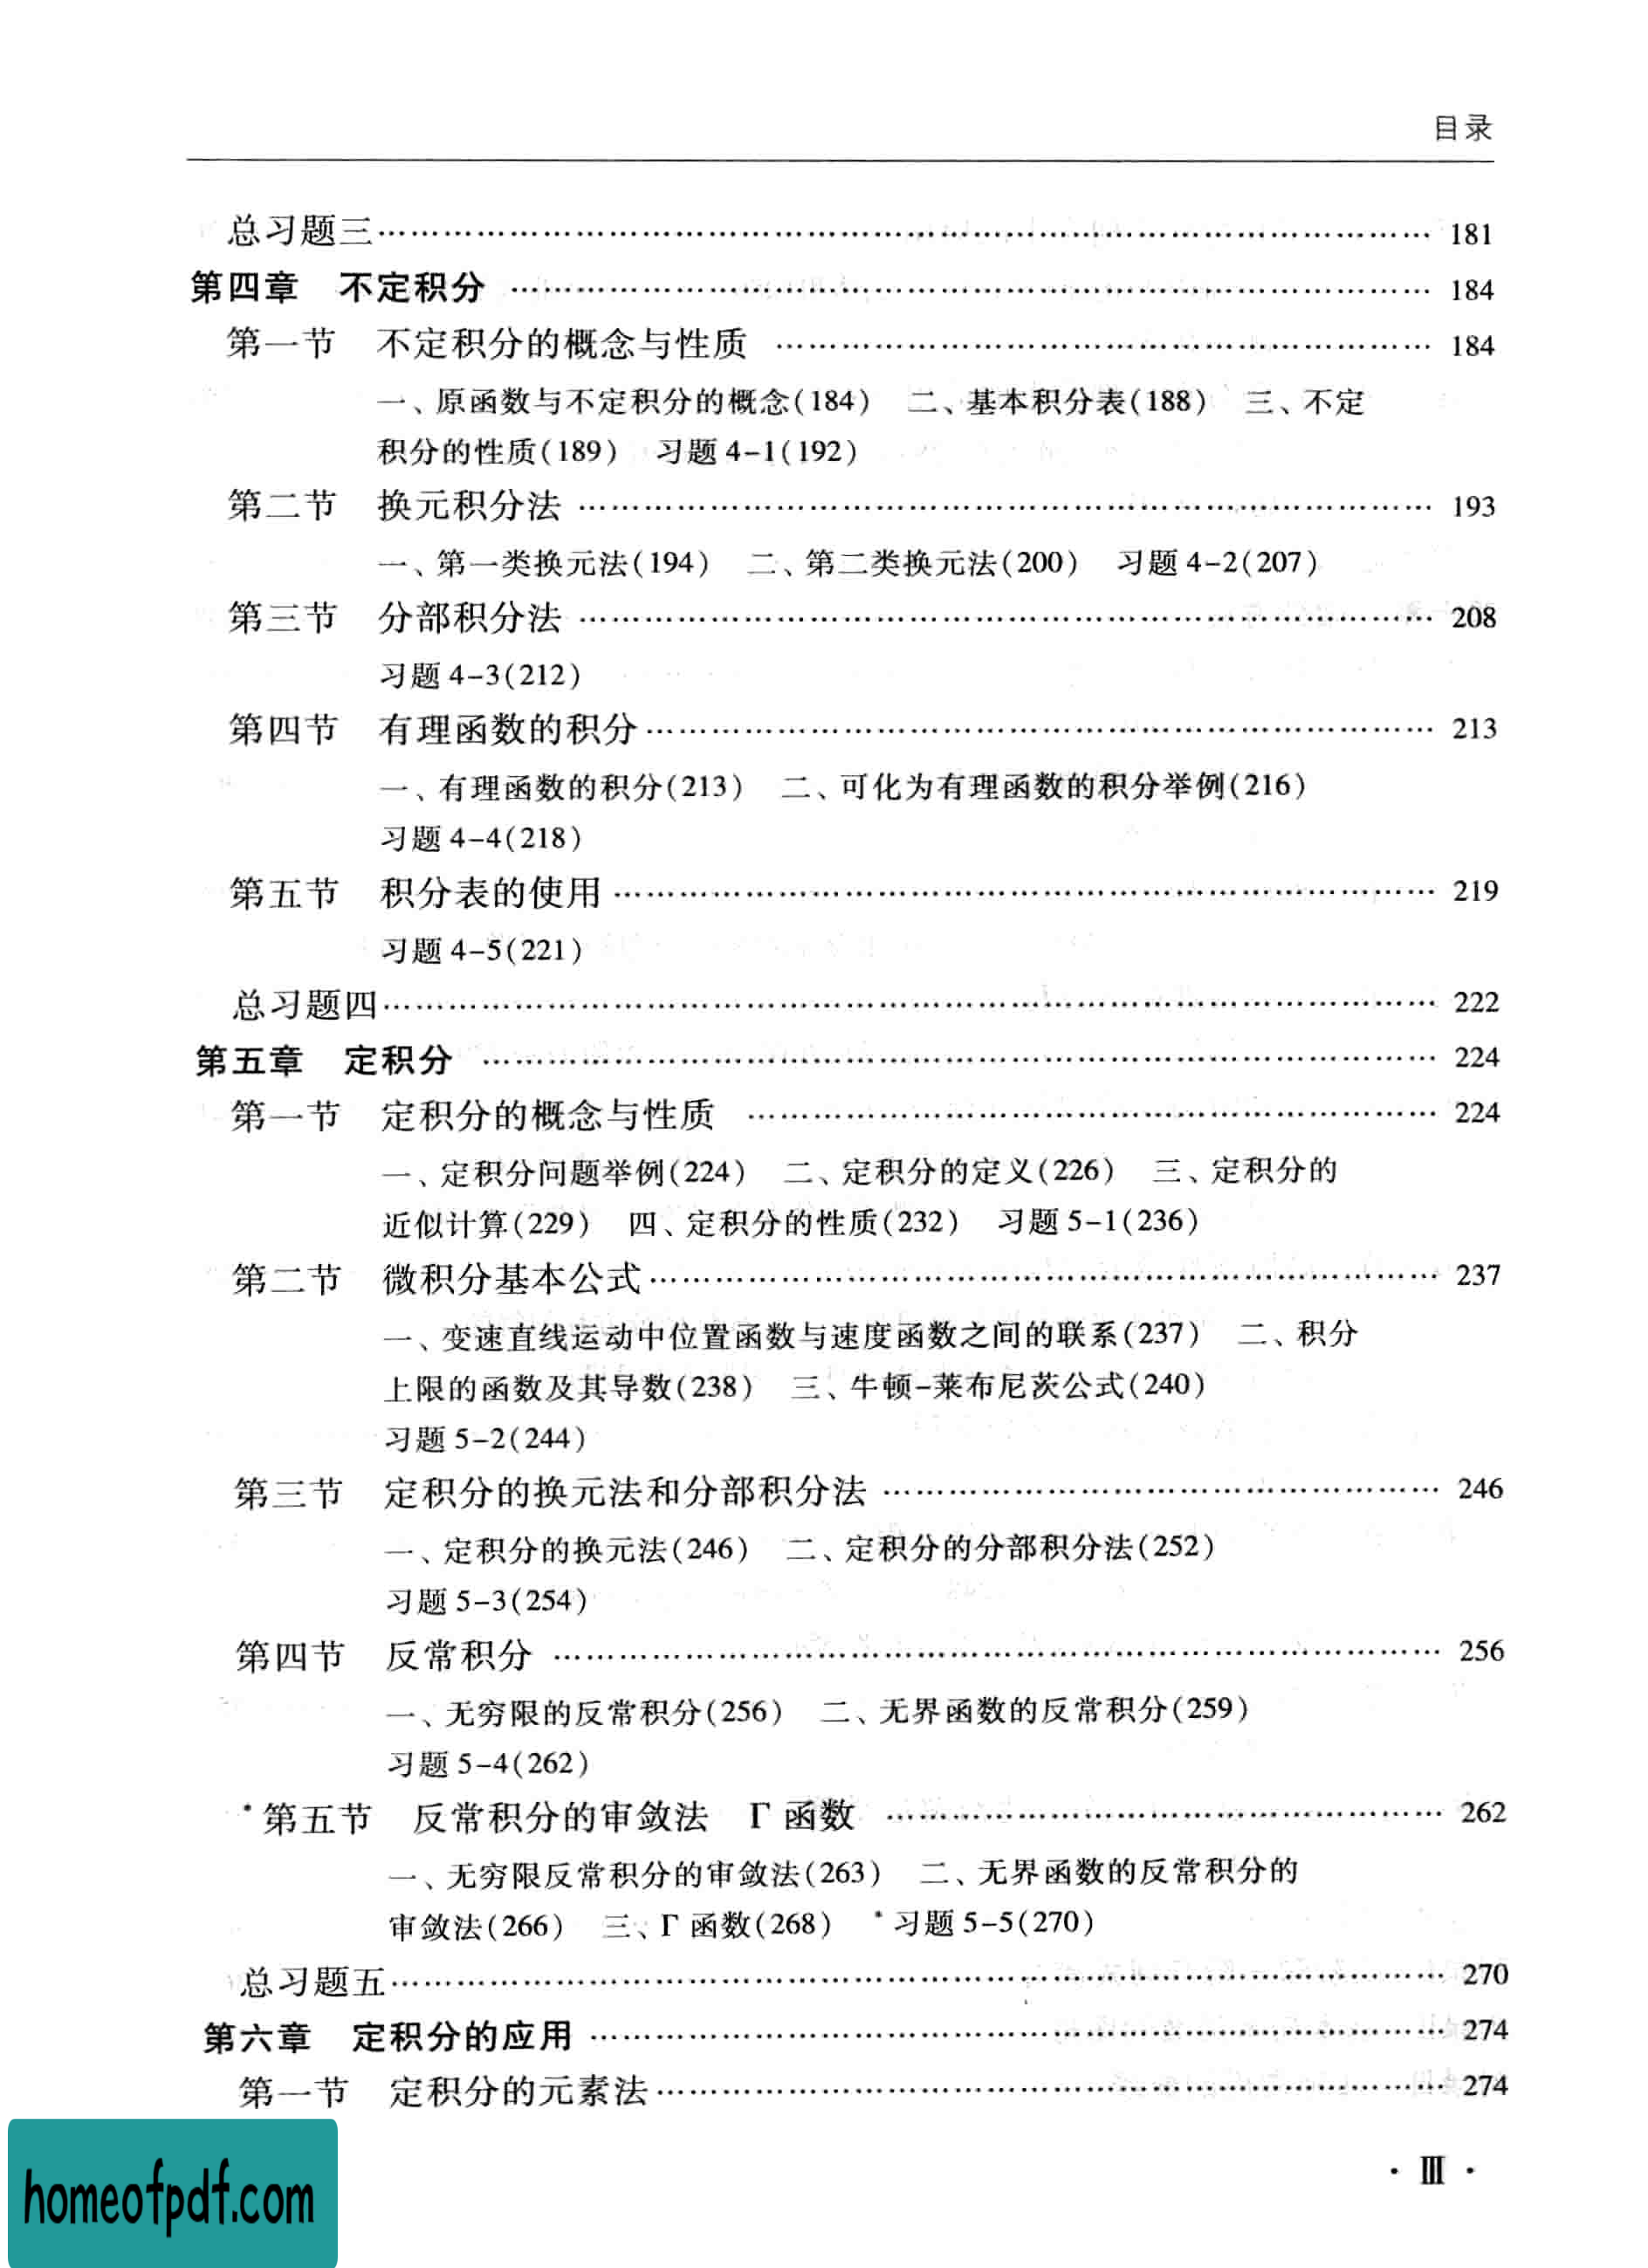 目录
总习题三…………………………………………………… 181
第四章 不定积分 …………………………………………………… 184
第一节 不定积分的概念与性质 …………………………………………………… 184
一、原函数与不定积分的概念(184) 二、基本积分表(188) 三、不定
积分的性质(189) 习题 4-1(192)
第二节 换元积分法 …………………………………………………… 193
一、第一类换元法(194) 二、第二类换元法(200) 习题 4-2(207)
第三节 分部积分法 …………………………………………………… 208
习题 4-3(212)
第四节 有理函数的积分…………………………………………………… 213
一、有理函数的积分(213) 二、可化为有理函数的积分举例(216)
习题 4-4(218)
第五节 积分表的使用 …………………………………………………… 219
习题 4-5(221)
总习题四…………………………………………………… 222
第五章 定积分 …………………………………………………… 224
第一节 定积分的概念与性质 …………………………………………………… 224
一、定积分问题举例(224) 二、定积分的定义(226) 三、定积分的
近似计算(229) 四、定积分的性质(232) 习题 5-1(236)
第二节 微积分基本公式…………………………………………………… 237
一、变速直线运动中位置函数与速度函数之间的联系(237) 二、积分
上限的函数及其导数(238) 三、牛顿-莱布尼茨公式(240)
习题 5-2(244)
第三节 定积分的换元法和分部积分法 …………………………………………………… 246
一、定积分的换元法(246) 二、定积分的分部积分法(252)
习题 5-3(254)
第四节 反常积分 …………………………………………………… 256
一、无穷限的反常积分(256) 二、无界函数的反常积分(259)
习题 5-4(262)
*第五节 反常积分的审敛法 Γ 函数 …………………………………………………… 262
一、无穷限反常积分的审敛法(263) 二、无界函数的反常积分的
审敛法(266) 三、Γ 函数(268) *习题 5-5(270)
总习题五…………………………………………………… 270
第六章 定积分的应用 …………………………………………………… 274
第一节 定积分的元素法…………………………………………………… 274
· Ⅲ ·
homeofpdf.com